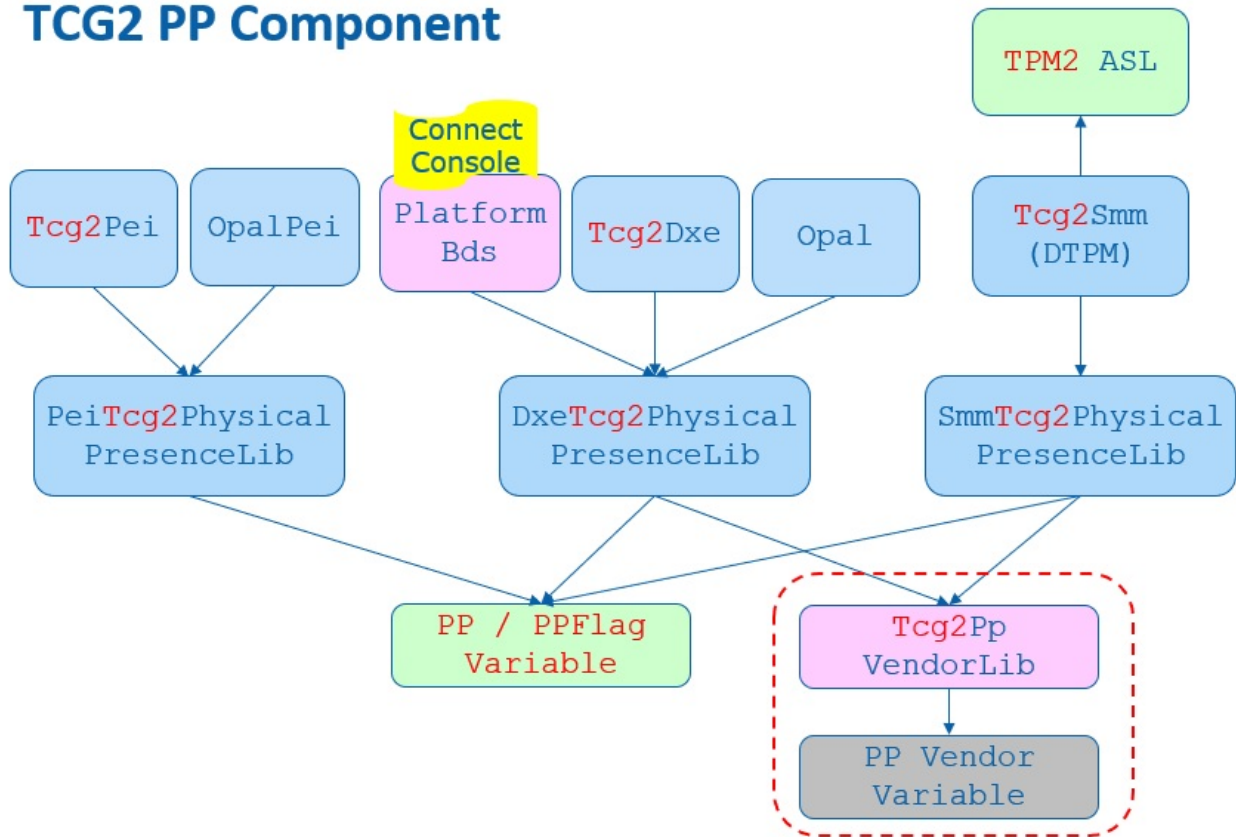 TCG2 PP Component
TPM2 ASL
Connect
Console
Tcg2Pei
OpalPei
Platform
Bds
Tcg2Dxe
Opal
Tcg2Smm
(DTPM)
PeiTcg2Physical
PresenceLib
DxeTcg2Physical
PresenceLib
SmmTcg2Physical
PresenceLib
PP / PPFlag
Variable
Tcg2Pp
VendorLib
PP Vendor
Variable